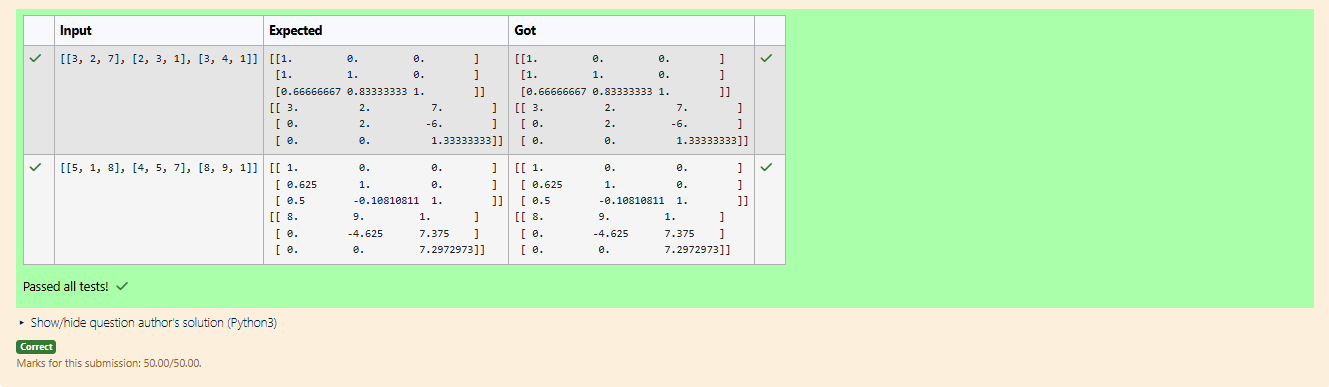 Input Expected Got
[[3, 2, 7], [2, 3, 1], [3, 4, 1]] [[1. 0. 0. ] [[1. 0. 0. ]
[1. 1. 0. ] [1. 1. 0. ]
[0.66666667 0.83333333 1. ]] [0.66666667 0.83333333 1. ]]
[[ 3. 2. 7. ] [[ 3. 2. 7. ]
[ 0. 2. -6. ] [ 0. 2. -6. ]
[ 0. 0. 1.33333333]] [ 0. 0. 1.33333333]]
[[5, 1, 8], [4, 5, 7], [8, 9, 1]] [[ 1. 0. 0. ] [[ 1. 0. 0. ]
[ 0.625 1. 0. ] [ 0.625 1. 0. ]
[ 0.5 -0.10810811 1. ]] [ 0.5 -0.10810811 1. ]]
[[ 8. 9. 1. ] [[ 8. 9. 1. ]
[ 0. -4.625 7.375 ] [ 0. -4.625 7.375 ]
[ 0. 0. 7.2972973]] [ 0. 0. 7.2972973]]
Passed all tests!
Show/hide question author's solution (Python3)
Correct
Marks for this submission: 50.00/50.00.